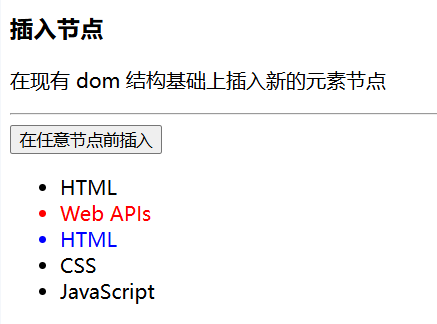 插入节点
在现有 dom 结构基础上插入新的元素节点
在任意节点前插入
HTML
Web APIs
HTML
CSS
JavaScript